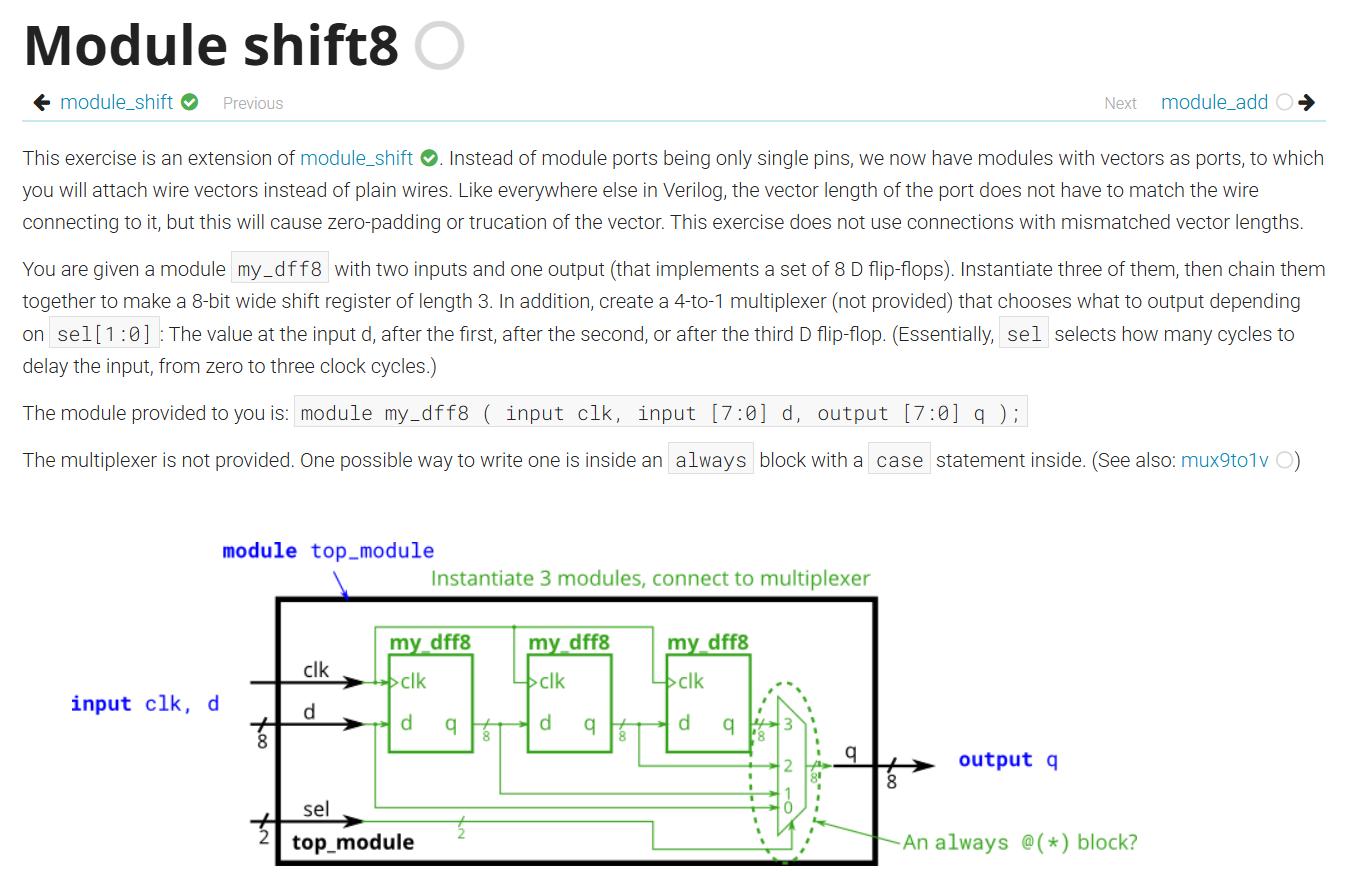 Module shift8
module_shift Previous Next module_add
This exercise is an extension of module_shift . Instead of module ports being only single pins, we now have modules with vectors as ports, to which
you will attach wire vectors instead of plain wires. Like everywhere else in Verilog, the vector length of the port does not have to match the wire
connecting to it, but this will cause zero-padding or trucation of the vector. This exercise does not use connections with mismatched vector lengths.
You are given a module my_dff8 with two inputs and one output (that implements a set of 8 D flip-flops). Instantiate three of them, then chain them
together to make a 8-bit wide shift register of length 3. In addition, create a 4-to-1 multiplexer (not provided) that chooses what to output depending
on sel[1:0] : The value at the input d, after the first, after the second, or after the third D flip-flop. (Essentially, sel selects how many cycles to
delay the input, from zero to three clock cycles.)
The module provided to you is: module my_dff8 ( input clk, input [7:0] d, output [7:0] q );
The multiplexer is not provided. One possible way to write one is inside an always block with a case statement inside. (See also: mux9to1v )
module top_module
Instantiate 3 modules, connect to multiplexer
my_dff8 my_dff8 my_dff8
clk clk clk clk
input clk, d
d d q d q d q 3
8 8 8 8
q output q
2 8 8
1
0
sel
2 2
top_module
An always @(*) block?